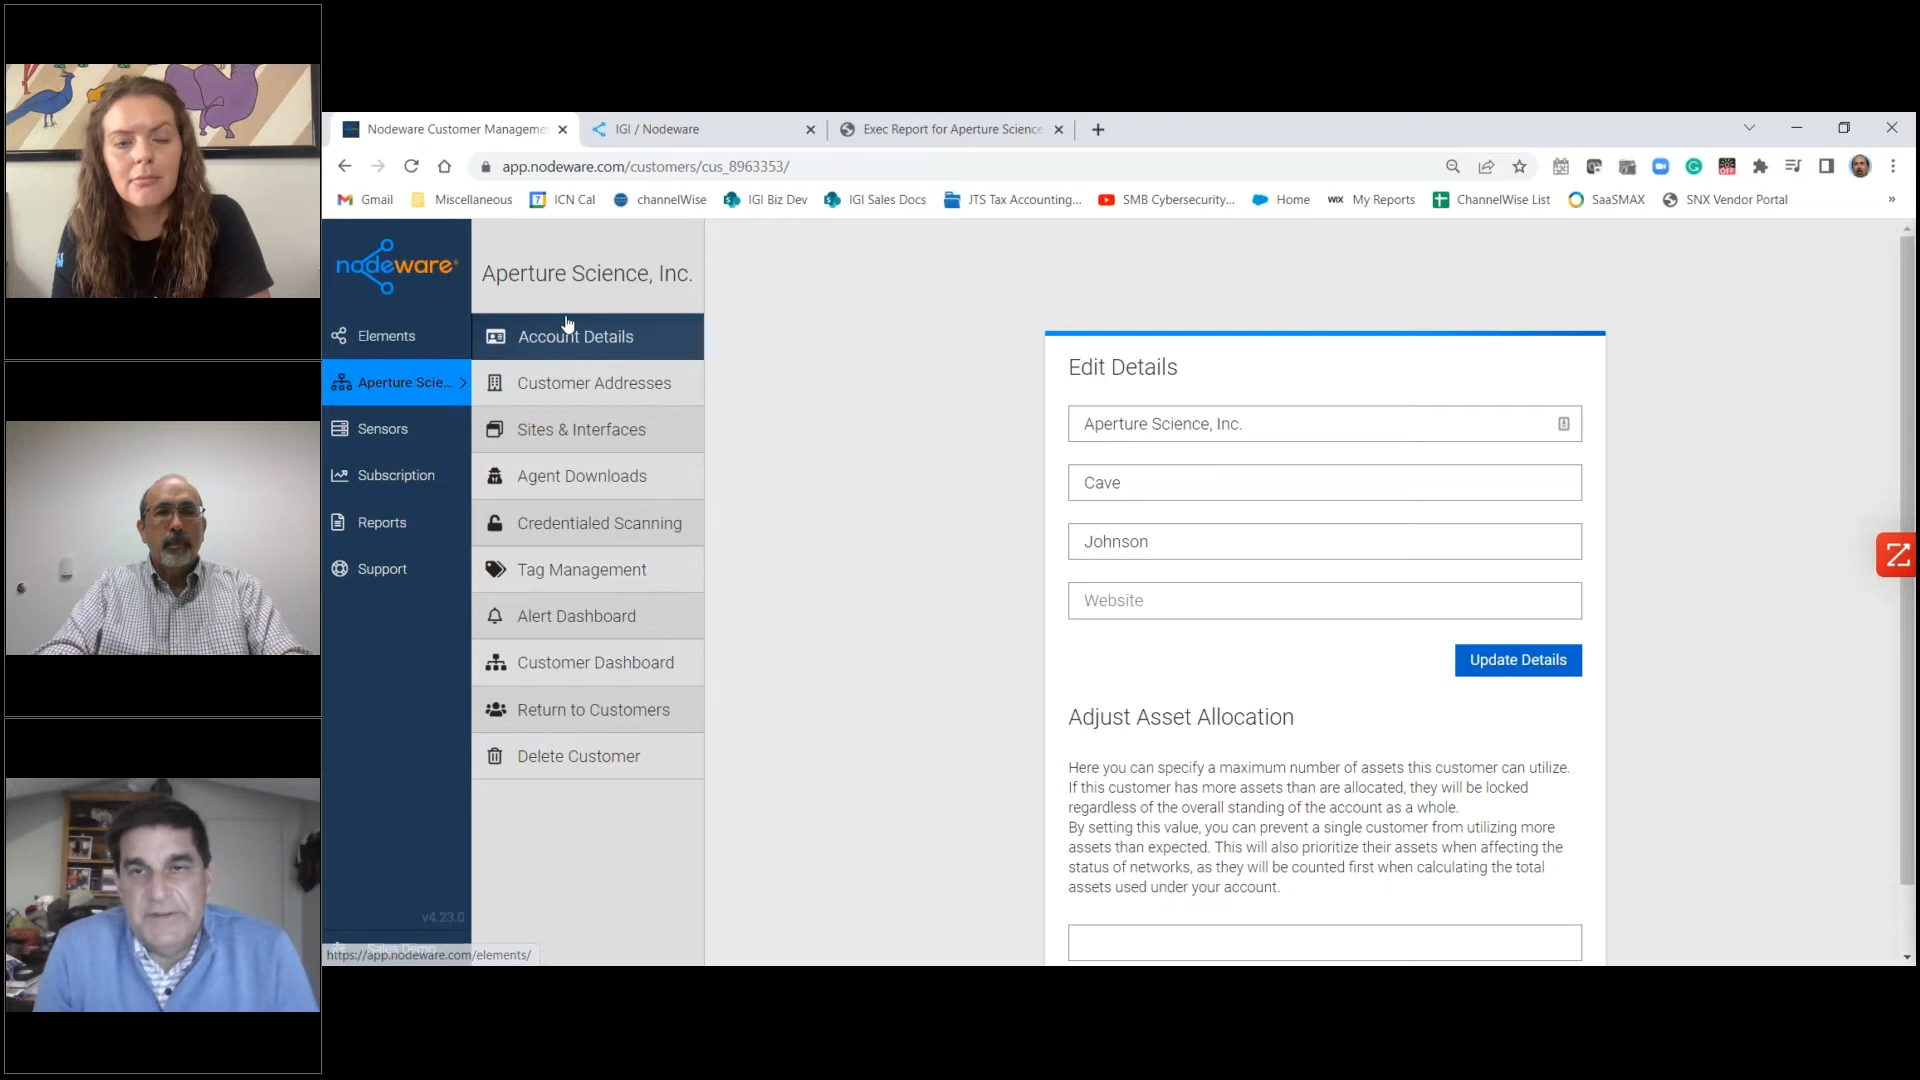 Nodeware Customer Manageme
IGI / Nodeware
Exec Report for Aperture Science
app.nodeware.com/customers/cus_8963353/
Gmail
Miscellaneous
7
ICN Cal
channelWise
IGI Biz Dev
IGI Sales Docs
JTS Tax Accounting...
SMB Cybersecurity...
Home
WIX
My Reports
ChannelWise List
SaaSMAX
SNX Vendor Portal
»
nodeware
Elements
Aperture Scie...
Sensors
Subscription
Reports
Support
v4.23.0
Sales Demo
https://app.nodeware.com/elements/
Aperture Science, Inc.
Account Details
Customer Addresses
Sites & Interfaces
Agent Downloads
Credentialed Scanning
Tag Management
Alert Dashboard
Customer Dashboard
Return to Customers
Delete Customer
Edit Details
Aperture Science, Inc.
Cave
Johnson
Website
Update Details
Adjust Asset Allocation
Here you can specify a maximum number of assets this customer can utilize.
If this customer has more assets than are allocated, they will be locked
regardless of the overall standing of the account as a whole.
By setting this value, you can prevent a single customer from utilizing more
assets than expected. This will also prioritize their assets when affecting the
status of networks, as they will be counted first when calculating the total
assets used under your account.